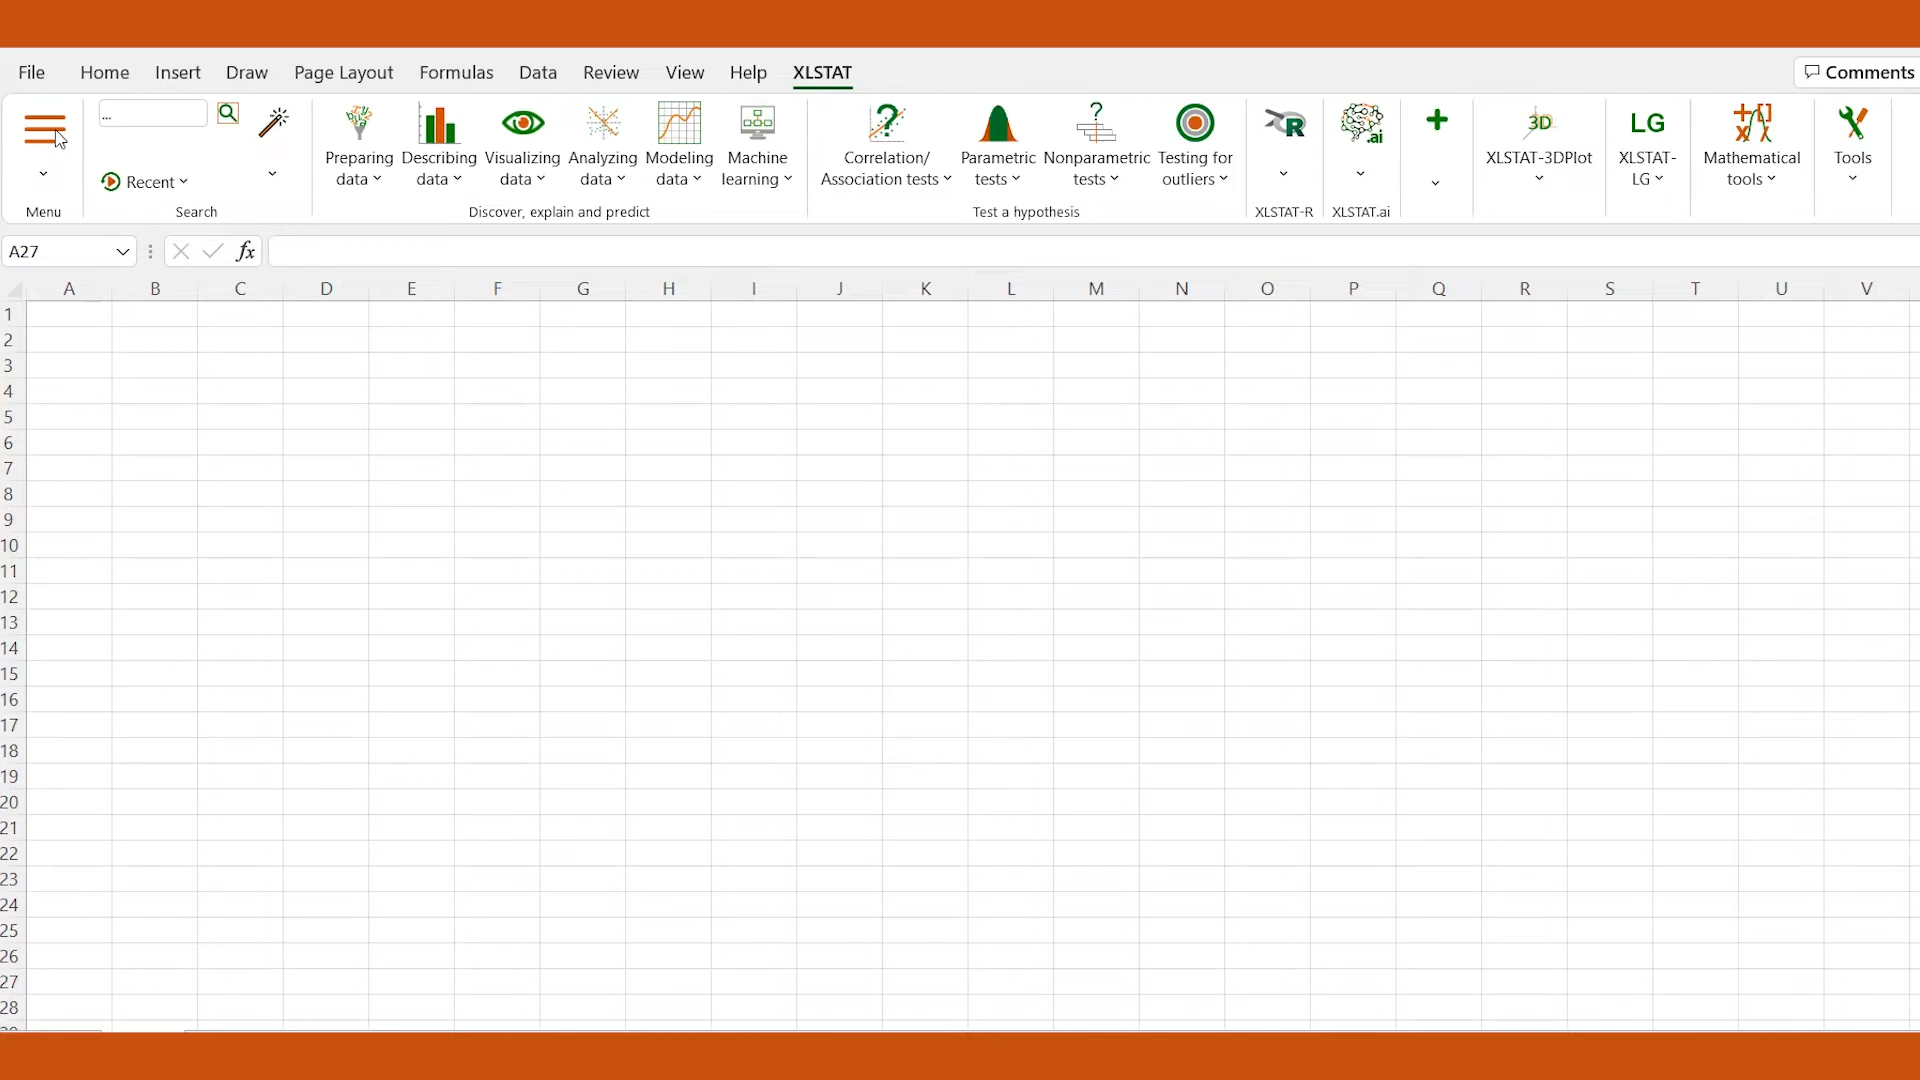 File Home Insert Draw Page Layout Formulas Data Review View Help XLSTAT Comments
...
Recent
Preparing data
Describing data
Visualizing data
Analyzing data
Modeling data
Machine learning
Correlation/ Association tests
Parametric tests
Nonparametric tests
Testing for outliers
.ai
3D
XLSTAT-3DPlot
LG
XLSTAT-LG
Mathematical tools
Tools
Menu Search Discover, explain and predict Test a hypothesis XLSTAT-R XLSTAT.ai
A27 fx
A B C D E F G H I J K L M N O P Q R S T U V
1
2
3
4
5
6
7
8
9
10
11
12
13
14
15
16
17
18
19
20
21
22
23
24
25
26
27
28